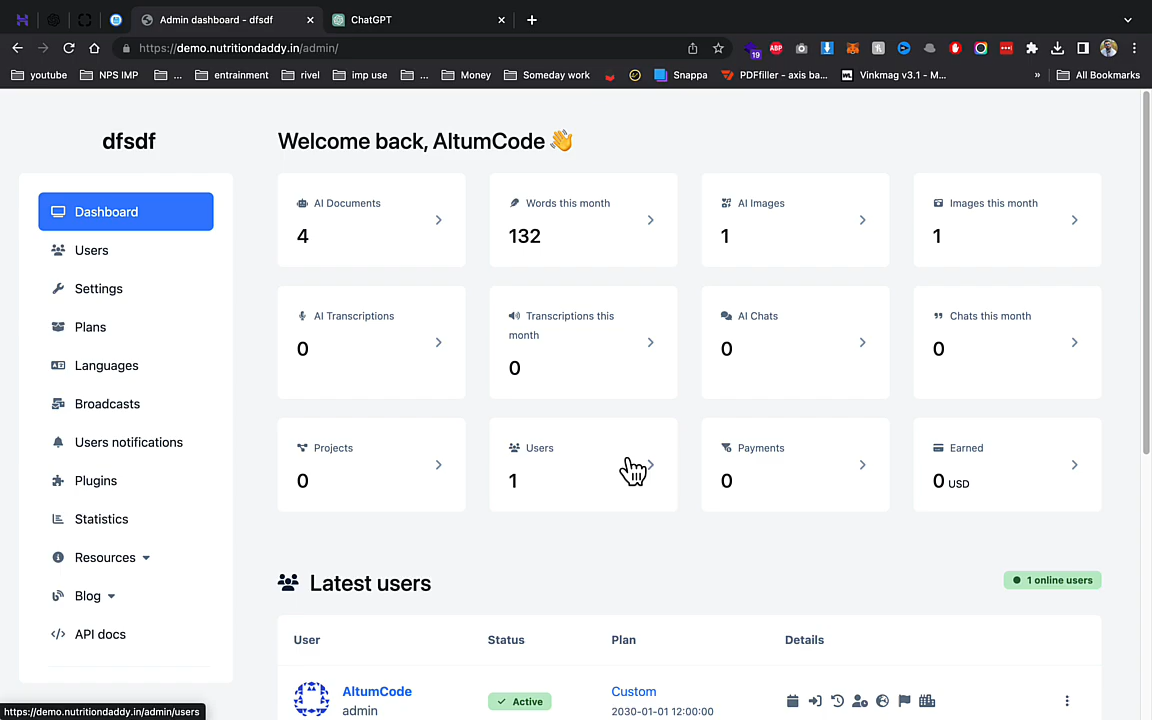 Admin dashboard - dfsdf
ChatGPT
https://demo.nutritiondaddy.in/admin/
19
ABP
youtube
NPS IMP
...
entrainment
rivel
imp use
...
Money
Someday work
Snappa
PDFfiller - axis ba...
Vinkmag v3.1 - M...
»
All Bookmarks
dfsdf
Dashboard
Users
Settings
Plans
Languages
Broadcasts
Users notifications
Plugins
Statistics
Resources
Blog
API docs
Welcome back, AltumCode 👋
AI Documents
4
Words this month
132
AI Images
1
Images this month
1
AI Transcriptions
0
Transcriptions this
month
0
AI Chats
0
Chats this month
0
Projects
0
Users
1
Payments
0
Earned
0 USD
Latest users
1 online users
User Status Plan Details
AltumCode
admin
Active
Custom
2030-01-01 12:00:00
https://demo.nutritiondaddy.in/admin/users